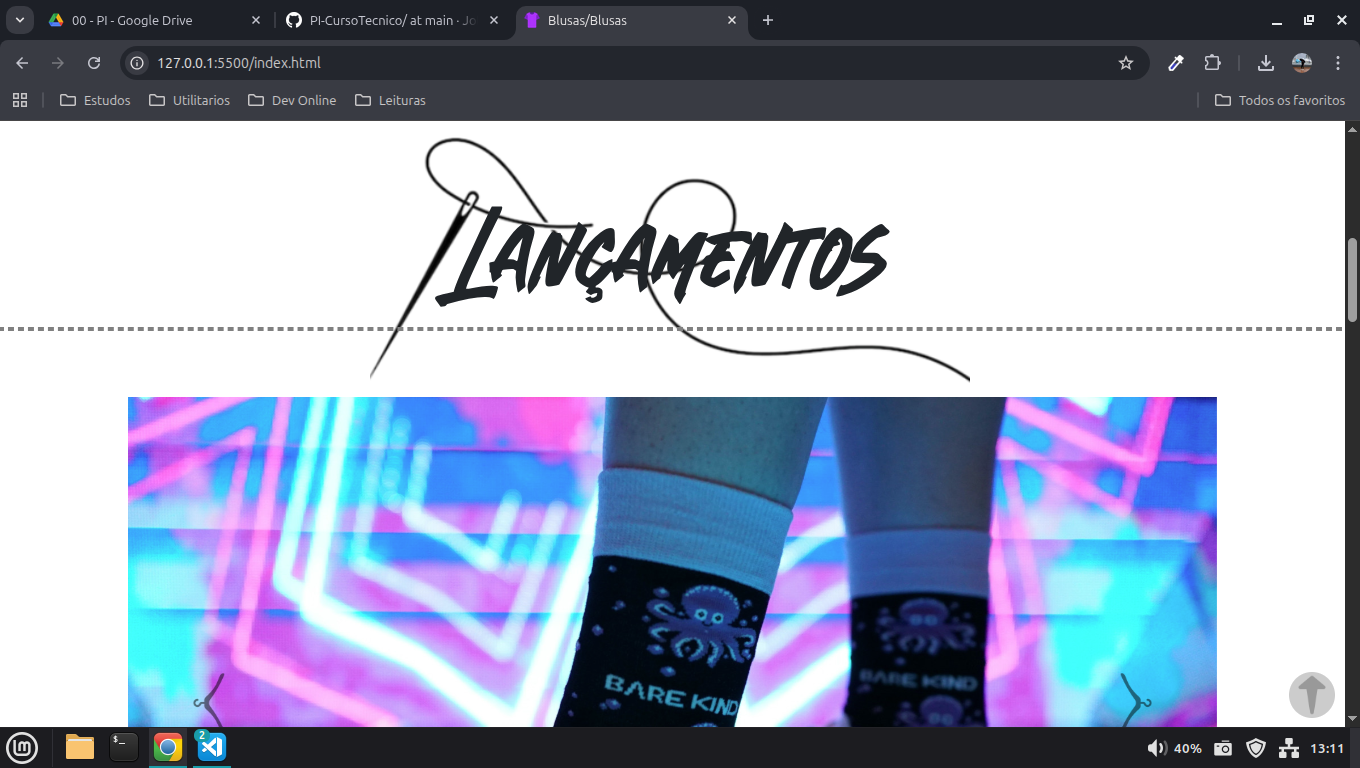 00 - PI - Google Drive
PI-CursoTecnico/ at main · Jo
Blusas/Blusas
127.0.0.1:5500/index.html
Estudos
Utilitarios
Dev Online
Leituras
Todos os favoritos
Lançamentos
BARE KIND
BARE KIND
2
40%
13:11